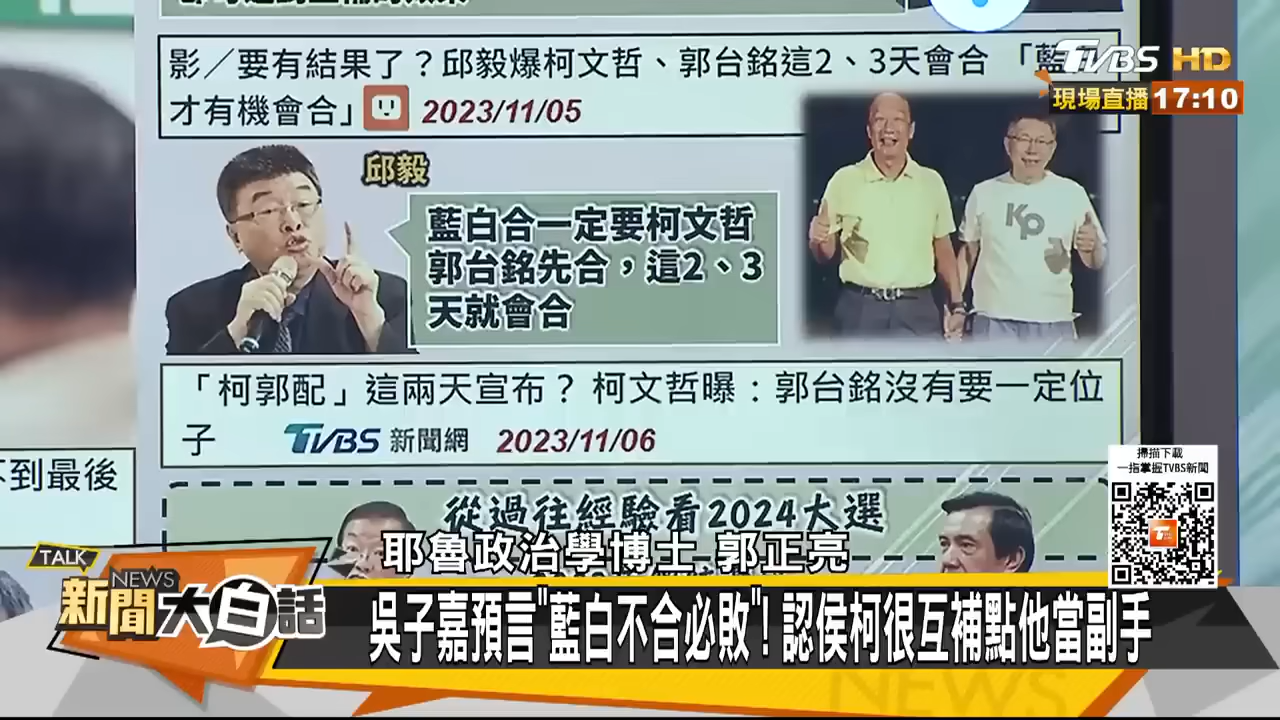 影／要有結果了？邱毅爆柯文哲、郭台銘這2、3天會合 「藍
才有機會合」 2023/11/05
TVBS HD
現場直播 17:10
邱毅
藍白合一定要柯文哲
郭台銘先合，這2、3
天就會合
KP
「柯郭配」這兩天宣布？ 柯文哲曝：郭台銘沒有要一定位
子 TVBS 新聞網 2023/11/06
不到最後
掃描下載
一指掌握TVBS新聞
從過往經驗看2024大選
耶魯政治學博士 郭正亮
TALK
NEWS
新聞大白話
吳子嘉預言"藍白不合必敗"！認侯柯很互補點他當副手
NEWS